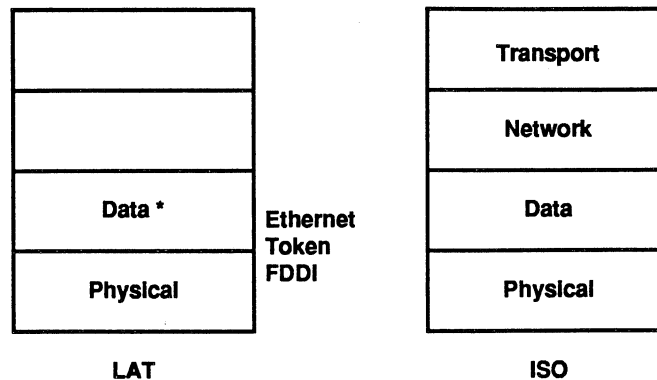 Data *
Physical
LAT
Ethernet
Token
FDDI
Transport
Network
Data
Physical
ISO